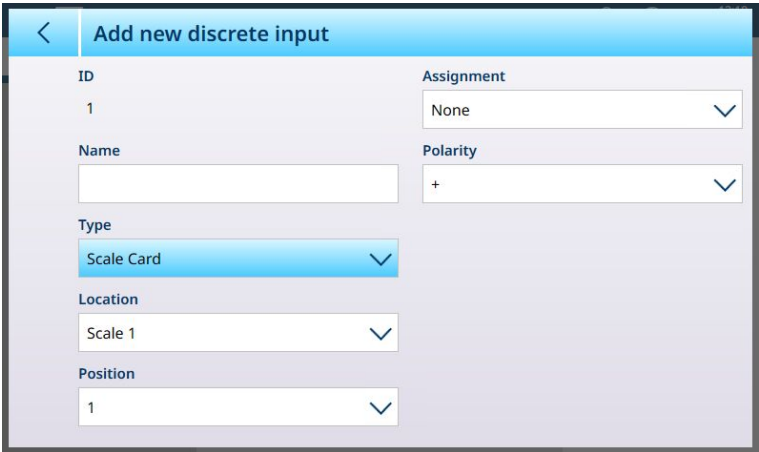 Add new discrete input
ID
1
Name
Type
Scale Card
Location
Scale 1
Position
1
Assignment
None
Polarity
+